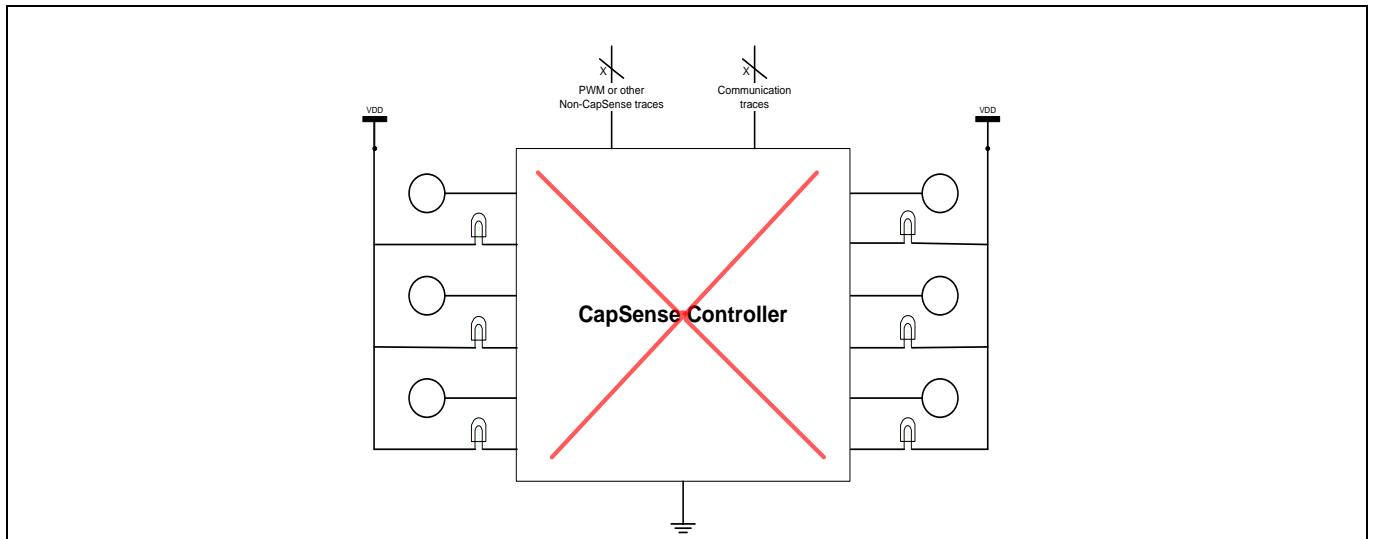 X
X
PWM or other
Non-CapSense traces
Communication
traces
VDD
VDD
CapSense Controller